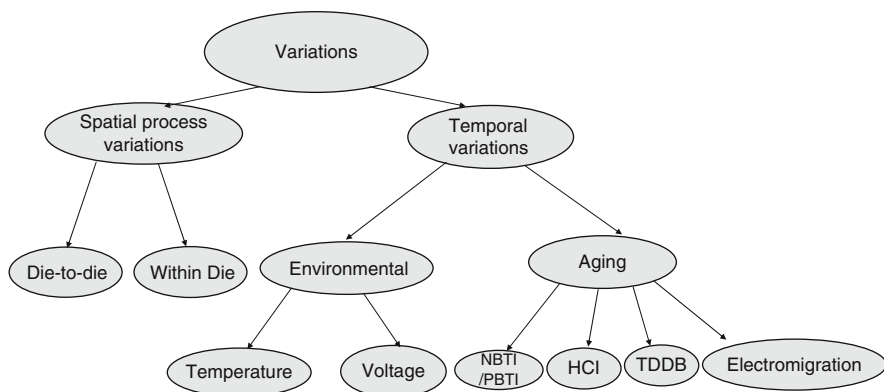 Variations
Spatial process
variations
Temporal
variations
Die-to-die
Within Die
Environmental
Aging
Temperature
Voltage
NBTI
/PBTI
HCI
TDDB
Electromigration